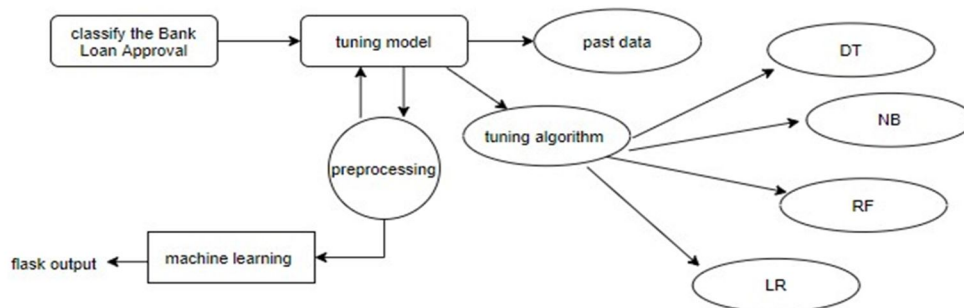 classify the Bank
Loan Approval
tuning model
past data
DT
NB
tuning algorithm
preprocessing
RF
machine learning
flask output
LR